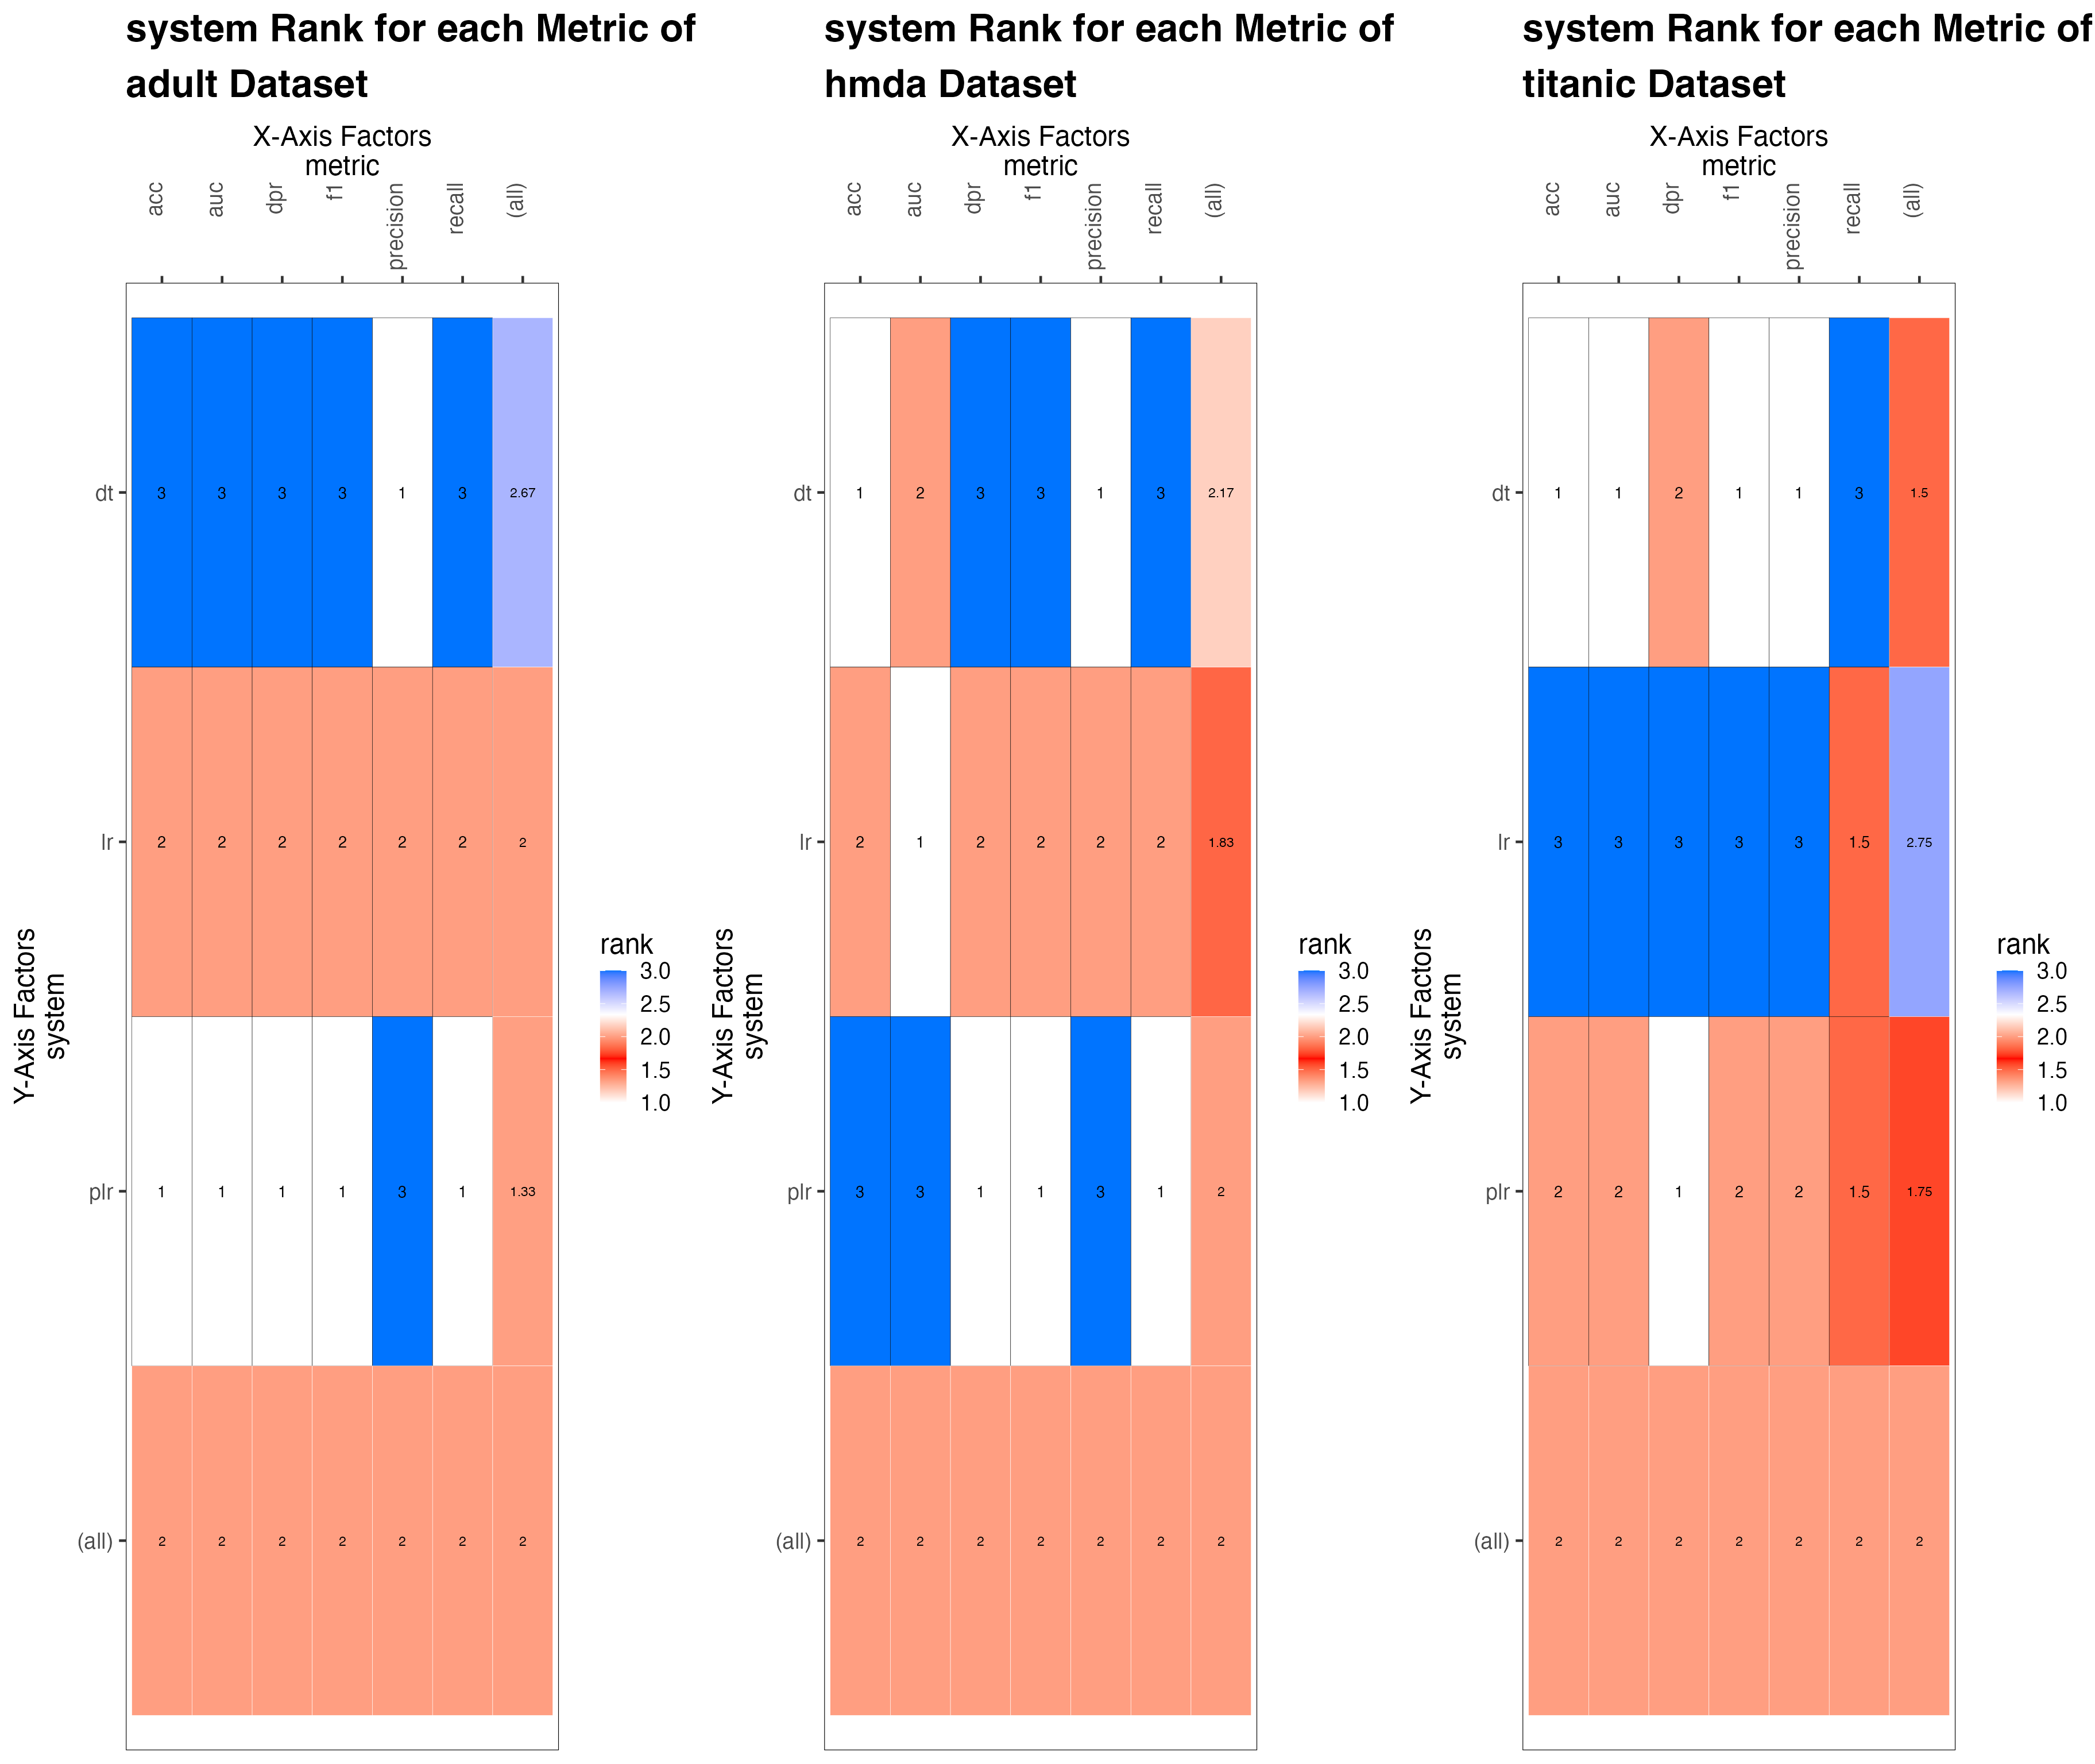 system Rank for each Metric of
adult Dataset
X-Axis Factors
metric
acc auc dpr f1 precision recall (all)
dt 3 3 3 3 1 3 2.67
lr 2 2 2 2 2 2 2
plr 1 1 1 1 3 1 1.33
(all) 2 2 2 2 2 2 2
Y-Axis Factors
system
rank
3.0
2.5
2.0
1.5
1.0
system Rank for each Metric of
hmda Dataset
X-Axis Factors
metric
acc auc dpr f1 precision recall (all)
dt 1 2 3 3 1 3 2.17
lr 2 1 2 2 2 2 1.83
plr 3 3 1 1 3 1 2
(all) 2 2 2 2 2 2 2
Y-Axis Factors
system
rank
3.0
2.5
2.0
1.5
1.0
system Rank for each Metric of
titanic Dataset
X-Axis Factors
metric
acc auc dpr f1 precision recall (all)
dt 1 1 2 1 1 3 1.5
lr 3 3 3 3 3 1.5 2.75
plr 2 2 1 2 2 1.5 1.75
(all) 2 2 2 2 2 2 2
Y-Axis Factors
system
rank
3.0
2.5
2.0
1.5
1.0